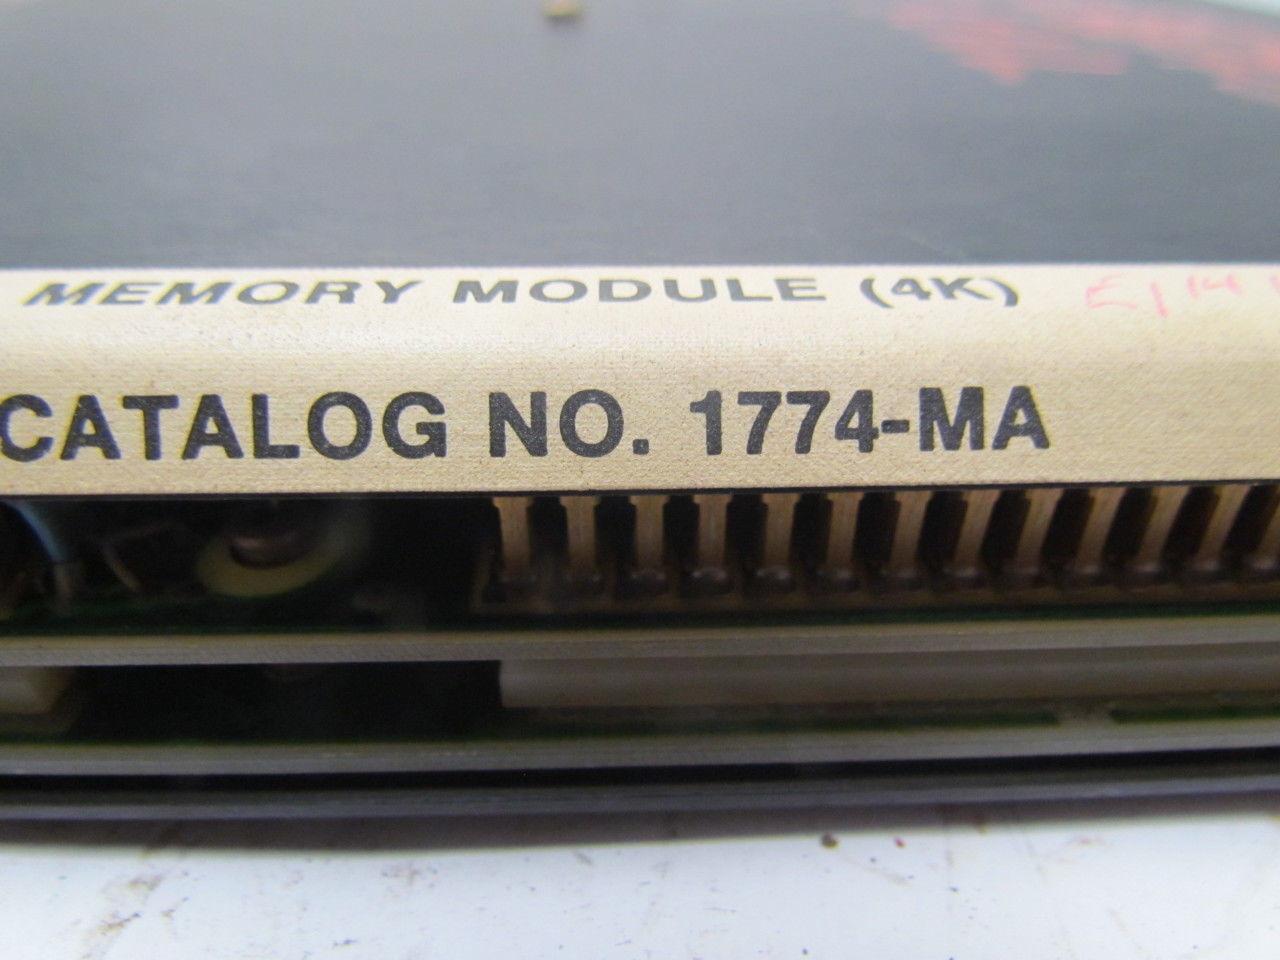 MEMORY MODULE (4K)
CATALOG NO. 1774-MA